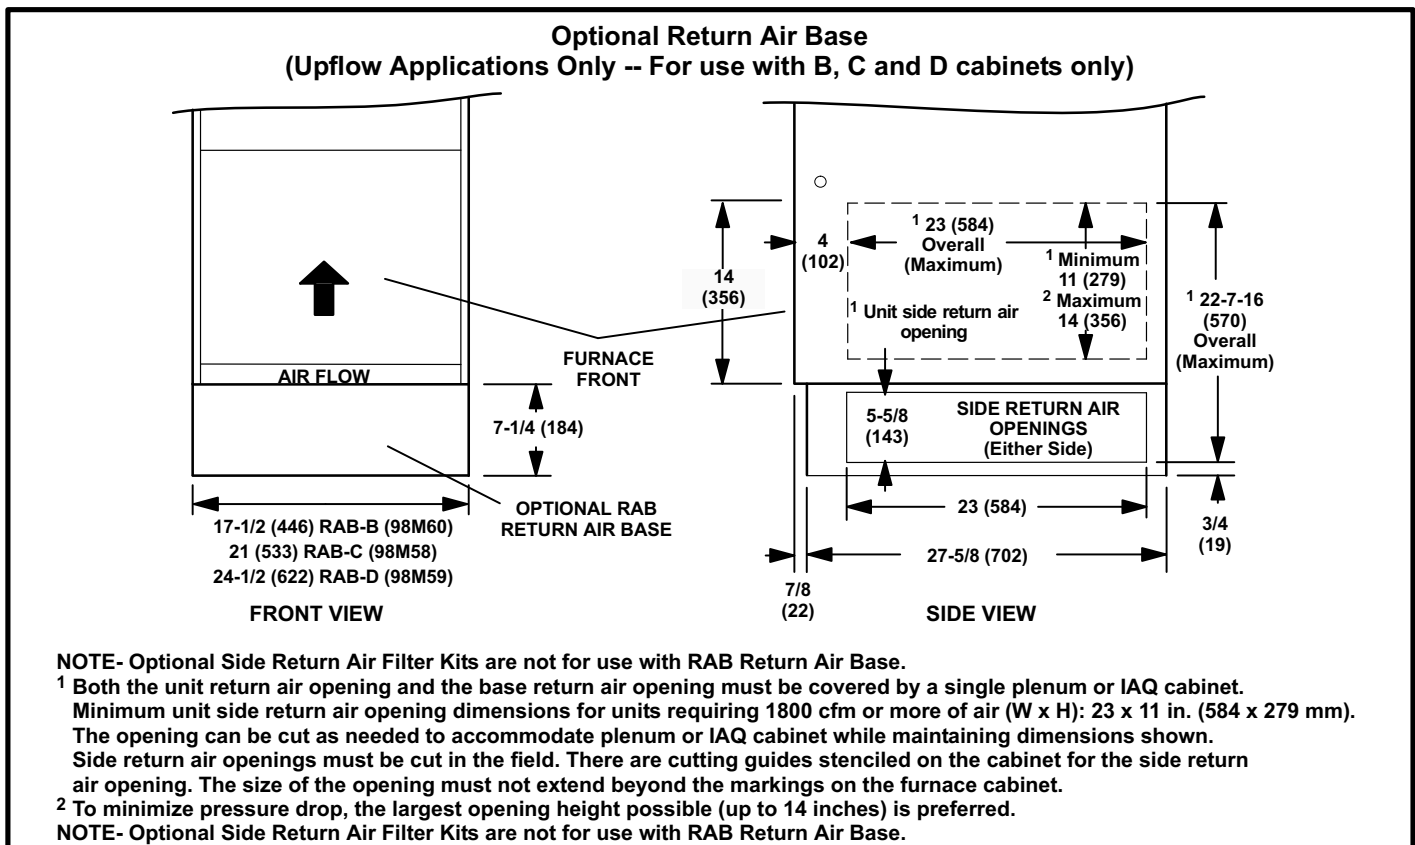 Optional Return Air Base
(Upflow Applications Only -- For use with B, C and D cabinets only)
AIR FLOW
7-1/4 (184)
17-1/2 (446) RAB-B (98M60)
21 (533) RAB-C (98M58)
24-1/2 (622) RAB-D (98M59)
FRONT VIEW
FURNACE
FRONT
OPTIONAL RAB
RETURN AIR BASE
14
(356)
4
(102)
1 23 (584)
Overall
(Maximum)
1 Minimum
11 (279)
2 Maximum
14 (356)
1 Unit side return air
opening
1 22-7-16
(570)
Overall
(Maximum)
5-5/8
(143)
SIDE RETURN AIR
OPENINGS
(Either Side)
23 (584)
27-5/8 (702)
3/4
(19)
7/8
(22)
SIDE VIEW
NOTE- Optional Side Return Air Filter Kits are not for use with RAB Return Air Base.
1 Both the unit return air opening and the base return air opening must be covered by a single plenum or IAQ cabinet.
Minimum unit side return air opening dimensions for units requiring 1800 cfm or more of air (W x H): 23 x 11 in. (584 x 279 mm).
The opening can be cut as needed to accommodate plenum or IAQ cabinet while maintaining dimensions shown.
Side return air openings must be cut in the field. There are cutting guides stenciled on the cabinet for the side return
air opening. The size of the opening must not extend beyond the markings on the furnace cabinet.
2 To minimize pressure drop, the largest opening height possible (up to 14 inches) is preferred.
NOTE- Optional Side Return Air Filter Kits are not for use with RAB Return Air Base.